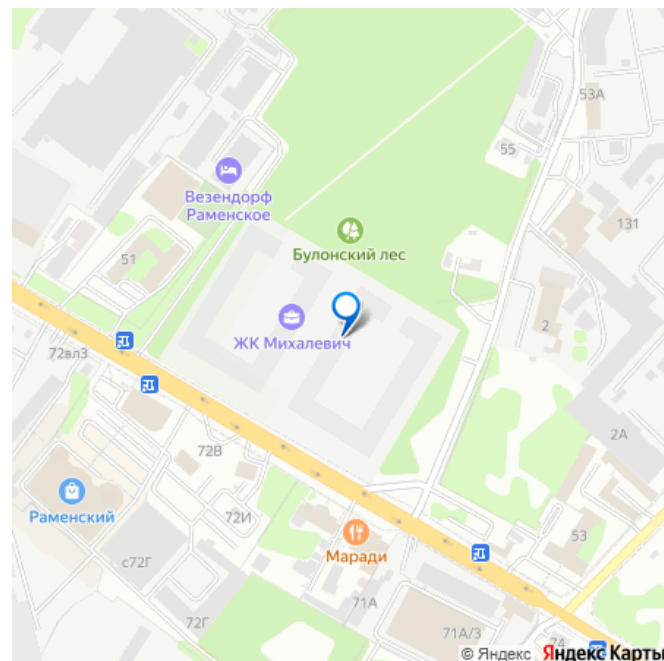 53А
55
Везендорф
Раменское
131
Булонский лес
51
2
ЖК Михалевич
72вл3
2А
72В
Раменский
72И
53
Маради
с72Г
71А
72Г
71А/3
74
© Яндекс Яндекс Карты